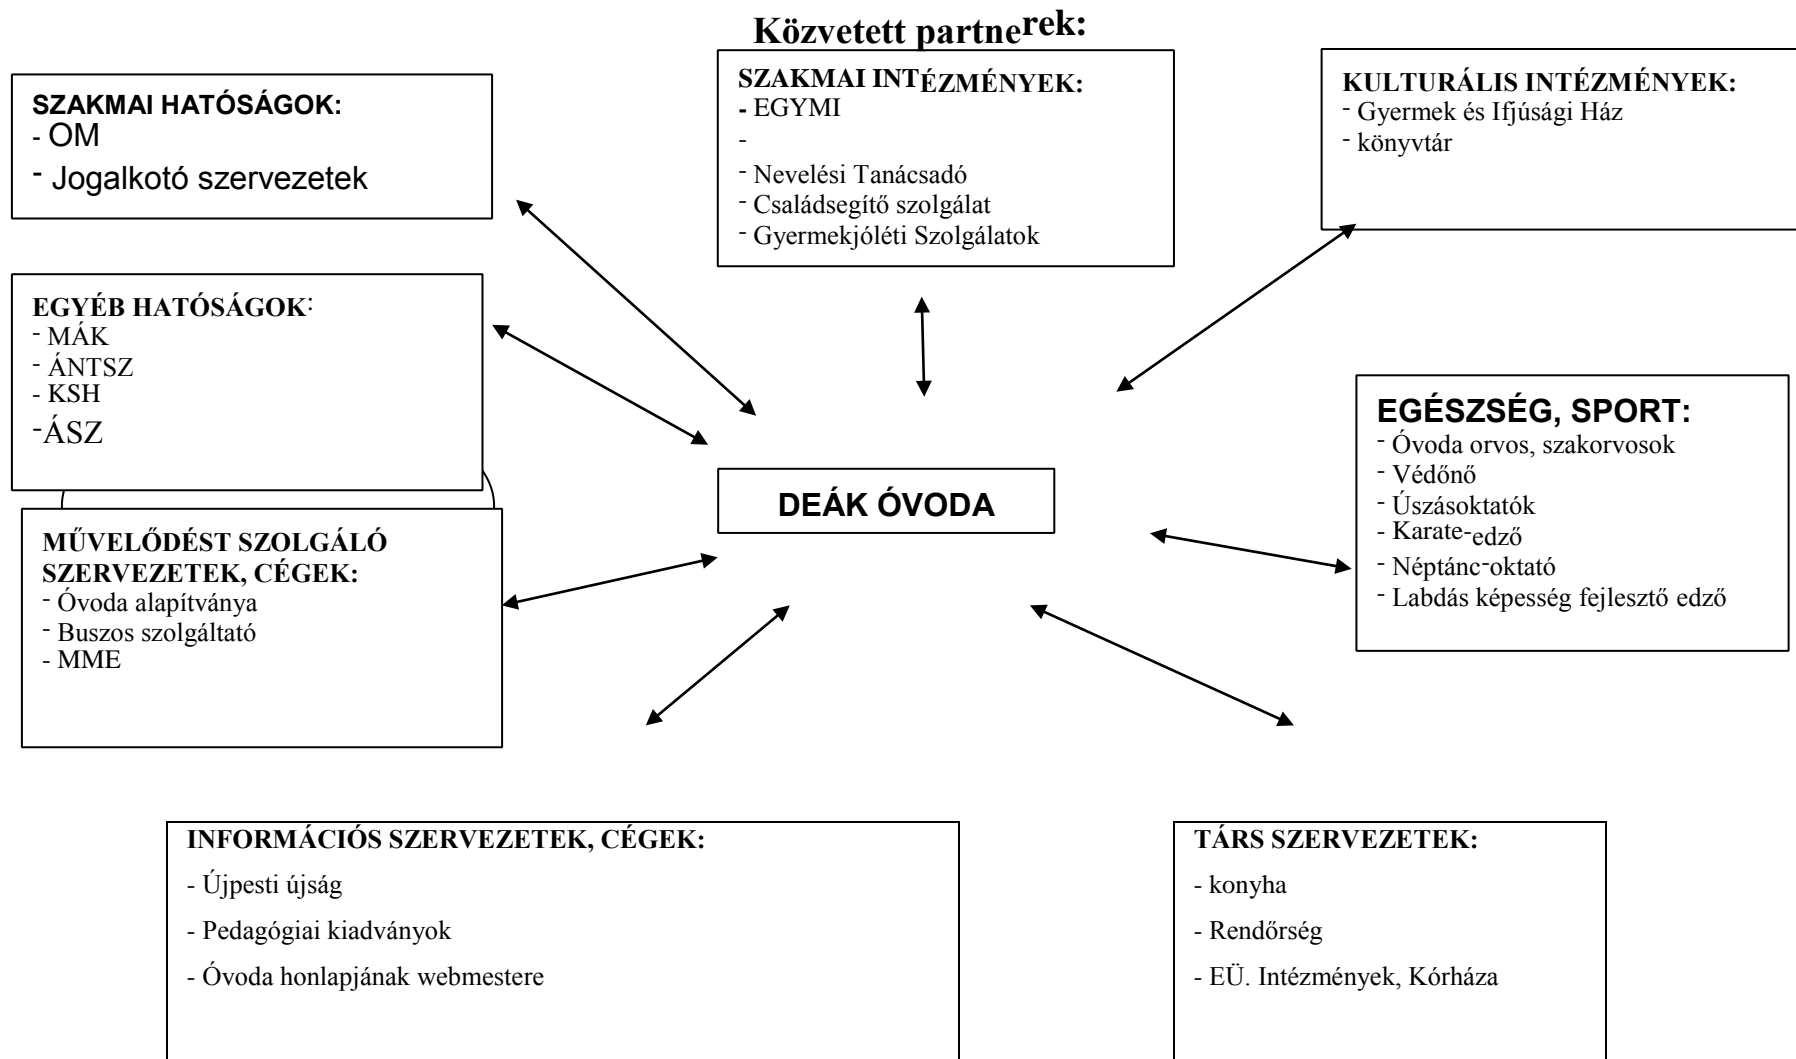 Közvetett partnerek:
SZAKMAI HATÓSÁGOK:
- OM
- Jogalkotó szervezetek
SZAKMAI INTÉZMÉNYEK:
- EGYMI
-
- Nevelési Tanácsadó
- Családsegítő szolgálat
- Gyermekjóléti Szolgálatok
KULTURÁLIS INTÉZMÉNYEK:
- Gyermek és Ifjúsági Ház
- könyvtár
EGYÉB HATÓSÁGOK:
- MÁK
- ÁNTSZ
- KSH
-ÁSZ
EGÉSZSÉG, SPORT:
- Óvoda orvos, szakorvosok
- Védőnő
- Úszásoktatók
- Karate-edző
- Néptánc-oktató
- Labdás képesség fejlesztő edző
DEÁK ÓVODA
MŰVELŐDÉST SZOLGÁLÓ
SZERVEZETEK, CÉGEK:
- Óvoda alapítványa
- Buszos szolgáltató
- MME
INFORMÁCIÓS SZERVEZETEK, CÉGEK:
- Újpesti újság
- Pedagógiai kiadványok
- Óvoda honlapjának webmestere
TÁRS SZERVEZETEK:
- konyha
- Rendőrség
- EÜ. Intézmények, Kórháza